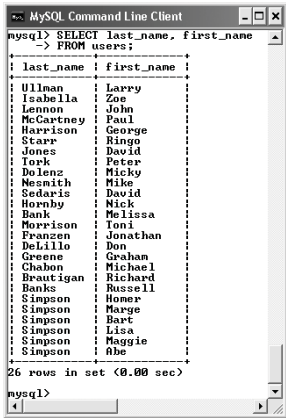 MySQL Command Line Client
mysql> SELECT last_name, first_name
    -> FROM users;
+-----------+------------+
| last_name | first_name |
+-----------+------------+
| Ullman    | Larry      |
| Isabella  | Zoe        |
| Lennon    | John       |
| McCartney | Paul       |
| Harrison  | George     |
| Starr     | Ringo      |
| Jones     | David      |
| Tork      | Peter      |
| Dolenz    | Micky      |
| Nesmith   | Mike       |
| Sedaris   | David      |
| Hornby    | Nick       |
| Bank      | Melissa    |
| Morrison  | Toni       |
| Franzen   | Jonathan   |
| DeLillo   | Don        |
| Greene    | Graham     |
| Chabon    | Michael    |
| Brautigan | Richard    |
| Banks     | Russell    |
| Simpson   | Homer      |
| Simpson   | Marge      |
| Simpson   | Bart       |
| Simpson   | Lisa       |
| Simpson   | Maggie     |
| Simpson   | Abe        |
+-----------+------------+
26 rows in set (0.00 sec)
mysql>